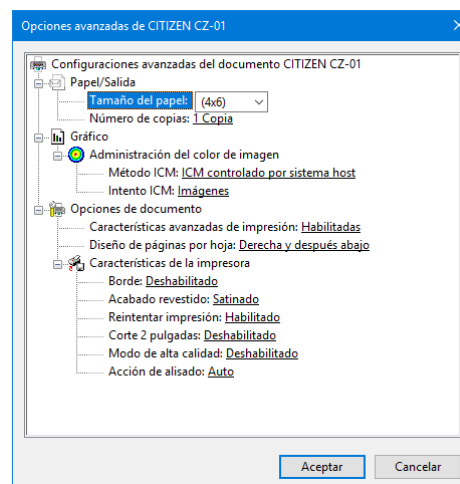 Opciones avanzadas de CITIZEN CZ-01
Configuraciones avanzadas del documento CITIZEN CZ-01
Papel/Salida
Tamaño del papel: (4x6)
Número de copias: 1 Copia
Gráfico
Administración del color de imagen
Método ICM: ICM controlado por sistema host
Intento ICM: Imágenes
Opciones de documento
Características avanzadas de impresión: Habilitadas
Diseño de páginas por hoja: Derecha y después abajo
Características de la impresora
Borde: Deshabilitado
Acabado revestido: Satinado
Reintentar impresión: Habilitado
Corte 2 pulgadas: Deshabilitado
Modo de alta calidad: Deshabilitado
Acción de alisado: Auto
Aceptar Cancelar